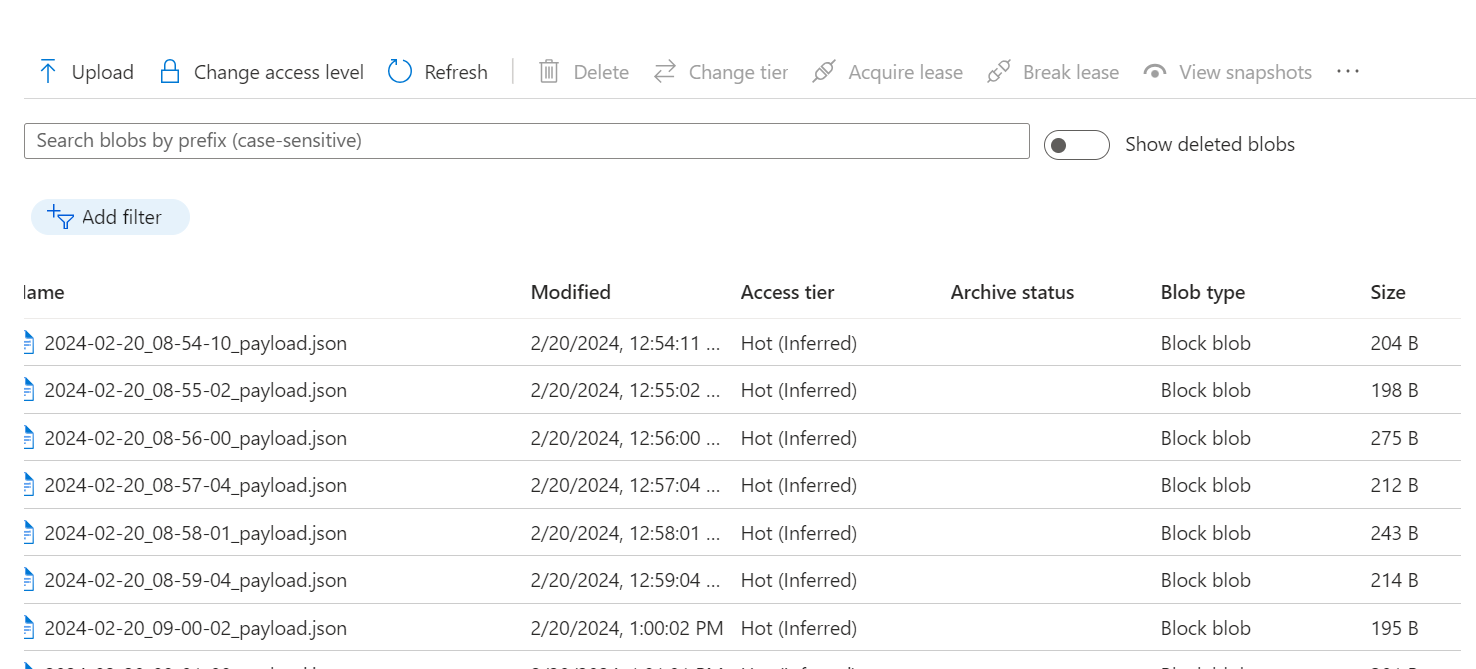 Upload Change access level Refresh Delete Change tier Acquire lease Break lease View snapshots ...
Search blobs by prefix (case-sensitive) Show deleted blobs
Add filter
Modified Access tier Archive status Blob type Size
2024-02-20_08-54-10_payload.json 2/20/2024, 12:54:11 ... Hot (Inferred) Block blob 204 B
2024-02-20_08-55-02_payload.json 2/20/2024, 12:55:02 ... Hot (Inferred) Block blob 198 B
2024-02-20_08-56-00_payload.json 2/20/2024, 12:56:00 ... Hot (Inferred) Block blob 275 B
2024-02-20_08-57-04_payload.json 2/20/2024, 12:57:04 ... Hot (Inferred) Block blob 212 B
2024-02-20_08-58-01_payload.json 2/20/2024, 12:58:01 ... Hot (Inferred) Block blob 243 B
2024-02-20_08-59-04_payload.json 2/20/2024, 12:59:04 ... Hot (Inferred) Block blob 214 B
2024-02-20_09-00-02_payload.json 2/20/2024, 1:00:02 PM Hot (Inferred) Block blob 195 B